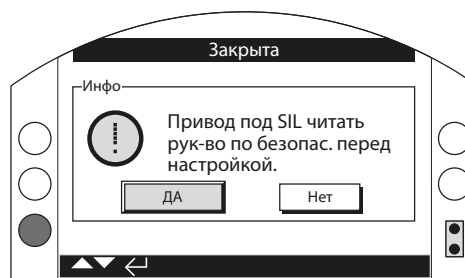 Закрыта
Инфо
Привод под SIL читать
рук-во по безопас. перед
настройкой.
ДА
Нет